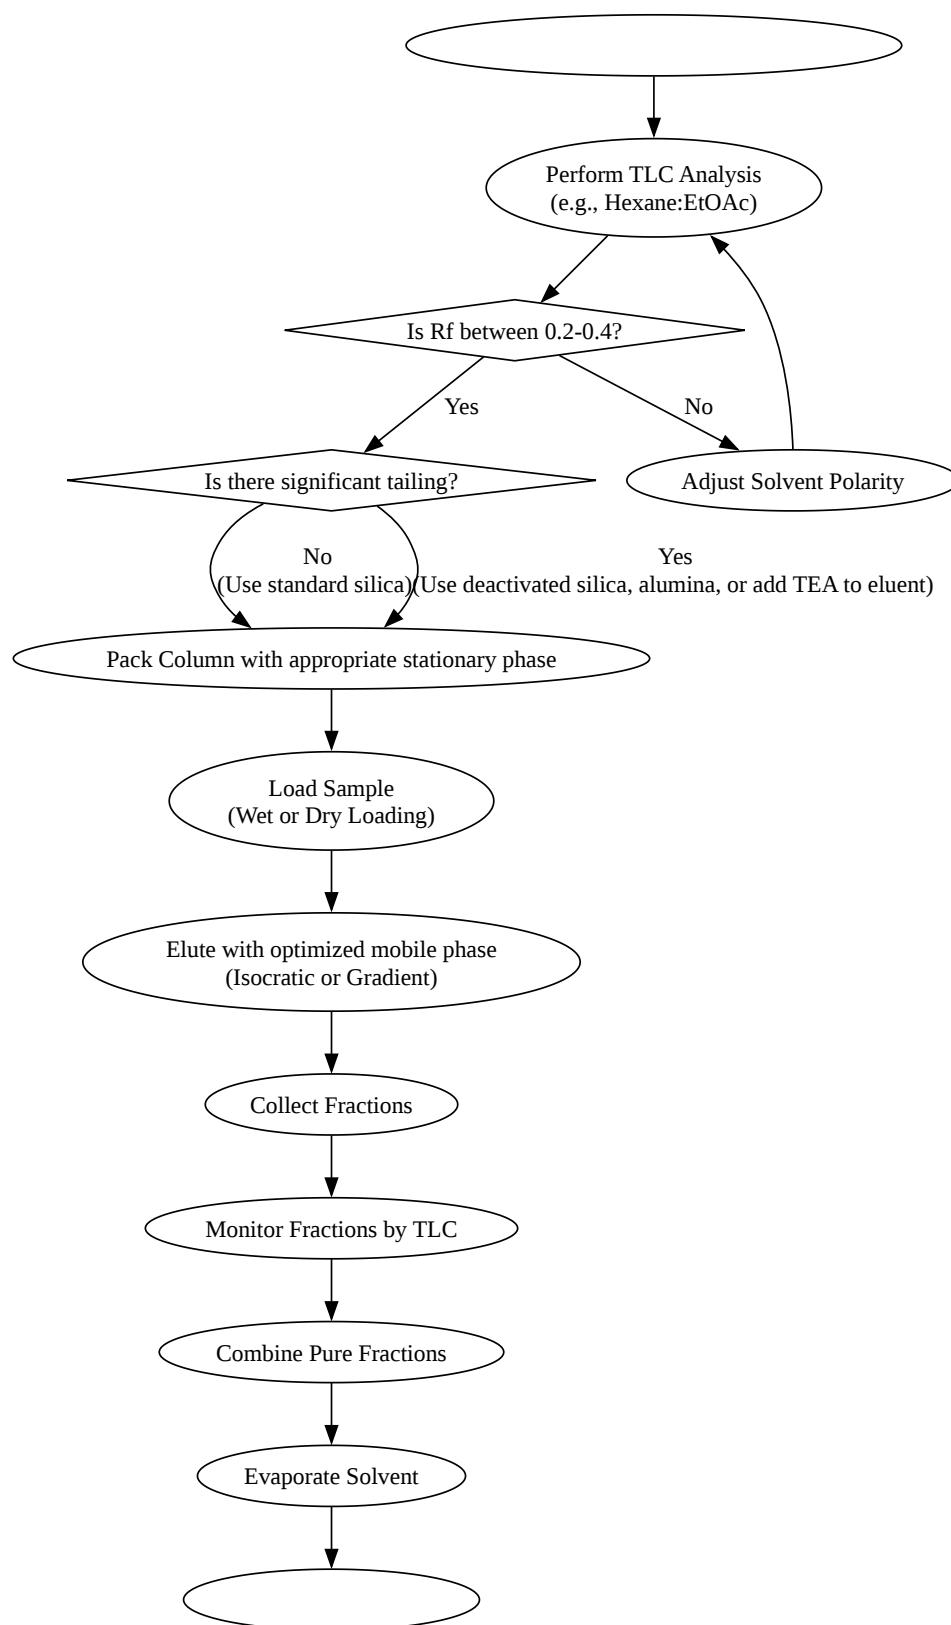 Perform TLC Analysis
(e.g., Hexane:EtOAc)
Is Rf between 0.2-0.4?
Yes
No
Is there significant tailing?
Adjust Solvent Polarity
No
(Use standard silica)
Yes
(Use deactivated silica, alumina, or add TEA to eluent)
Pack Column with appropriate stationary phase
Load Sample
(Wet or Dry Loading)
Elute with optimized mobile phase
(Isocratic or Gradient)
Collect Fractions
Monitor Fractions by TLC
Combine Pure Fractions
Evaporate Solvent